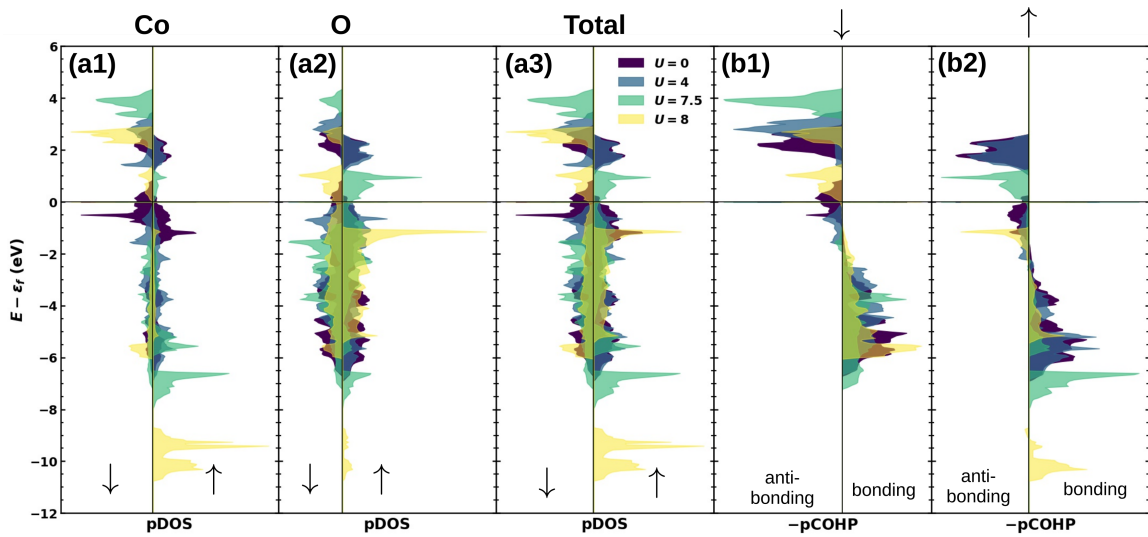 Co
O
Total
↓
↑
(a1)
(a2)
(a3)
(b1)
(b2)
U = 0
U = 4
U = 7.5
U = 8
6
4
2
0
−2
−4
−6
−8
−10
−12
E − εf (eV)
↓ ↑
↓ ↑
↓ ↑
anti-
bonding
bonding
anti-
bonding
bonding
pDOS
pDOS
pDOS
−pCOHP
−pCOHP